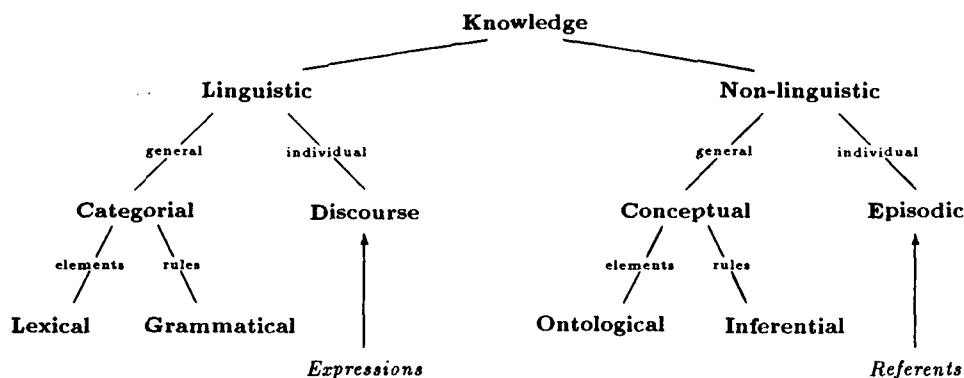 Knowledge
Linguistic Non-linguistic
general individual general individual
Categorial Discourse Conceptual Episodic
elements rules elements rules
Lexical Grammatical Ontological Inferential
Expressions Referents